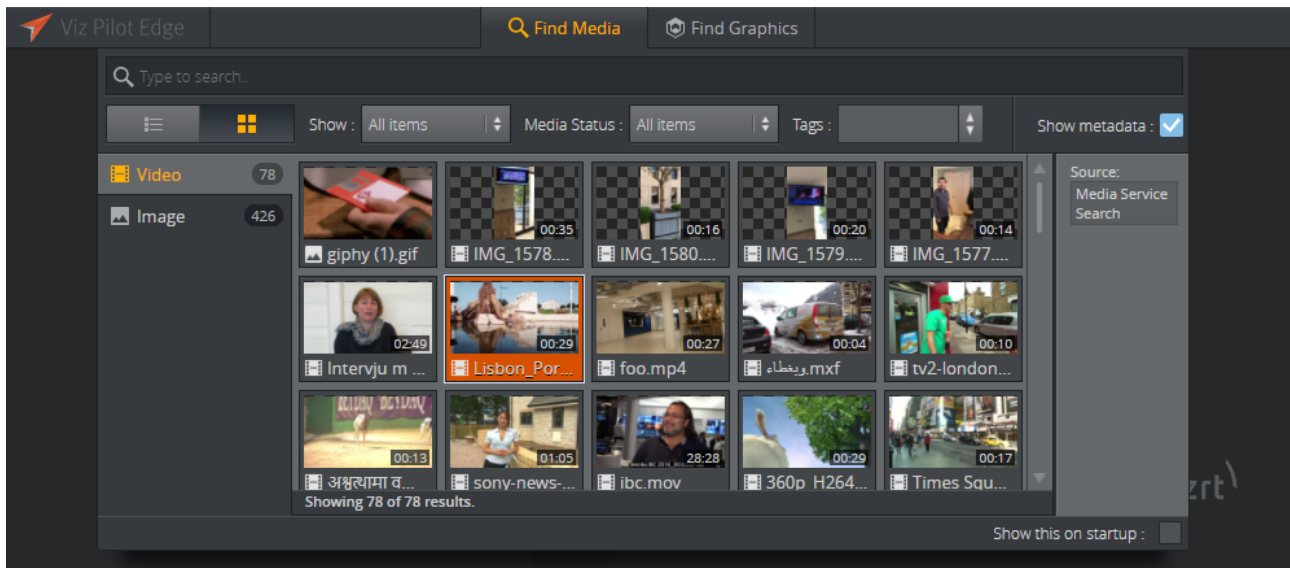 Viz Pilot Edge
Find Media
Find Graphics
Type to search..
Show :
All items
Media Status :
All items
Tags :
Show metadata :
Video
78
Image
426
00:35
00:16
00:20
00:14
giphy (1).gif
IMG_1578....
IMG_1580....
IMG_1579....
IMG_1577....
Source:
Media Service
Search
02:49
00:29
00:27
00:04
00:10
Intervju m ...
Lisbon_Por...
foo.mp4
وبغطاء.mxf
tv2-london...
BETDAQ BETDAQ
00:13
01:05
28:28
00:29
00:17
अश्वत्थामा व...
sony-news-...
ibc.mov
360p_H264...
Times Squ...
Showing 78 of 78 results.
zrt
Show this on startup :